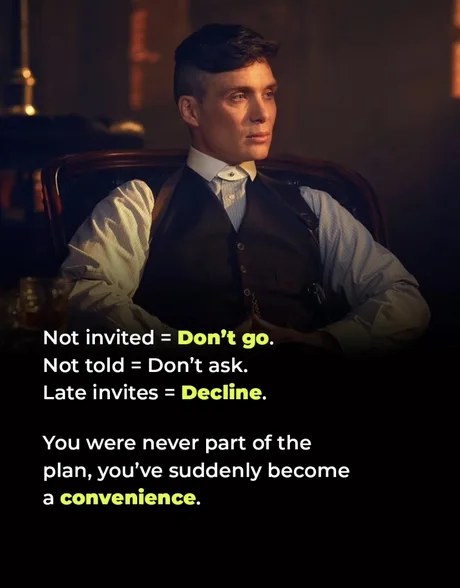 Not invited = Don’t go.
Not told = Don’t ask.
Late invites = Decline.
You were never part of the
plan, you’ve suddenly become
a convenience.